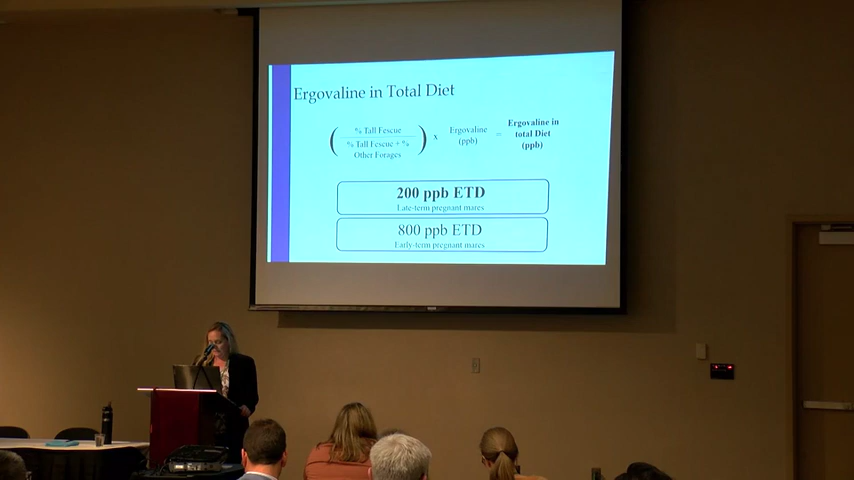 Ergovaline in Total Diet
% Tall Fescue
% Tall Fescue + %
Other Forages
x
Ergovaline
(ppb)
=
Ergovaline in
total Diet
(ppb)
200 ppb ETD
Late-term pregnant mares
800 ppb ETD
Early-term pregnant mares